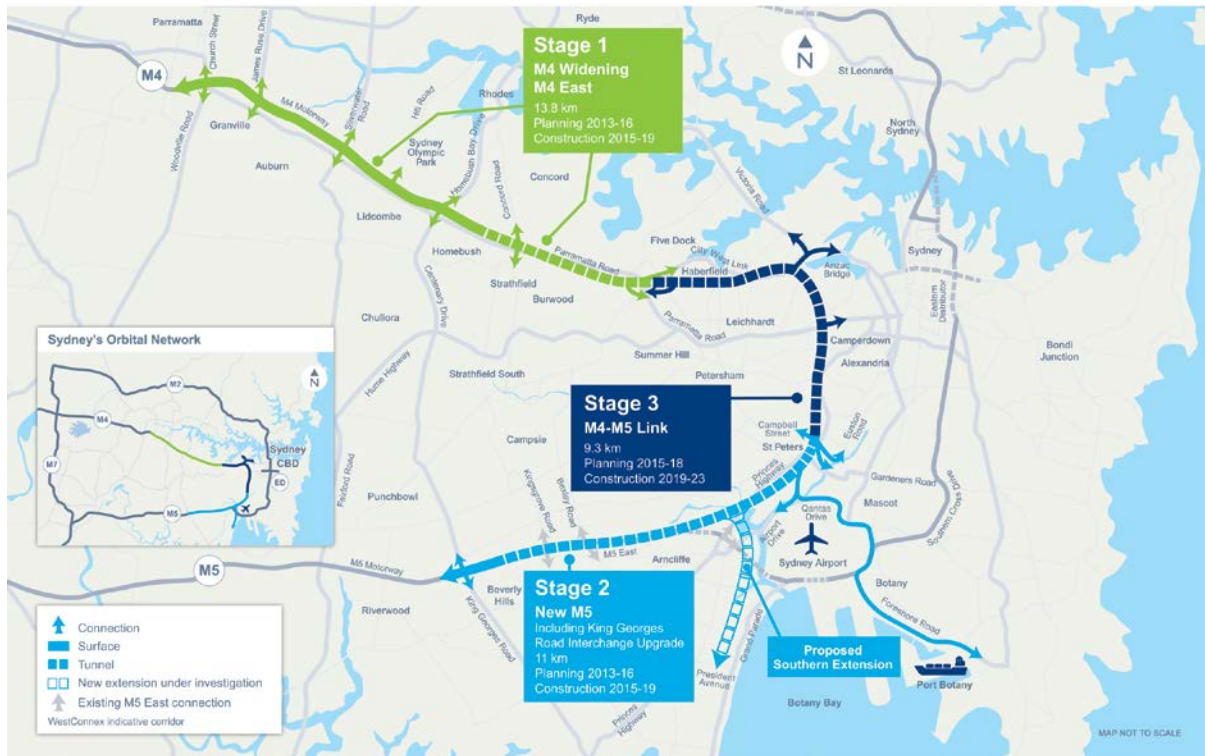 Parramatta
Church Street
James Ruse Drive
M4
M4 Motorway
Silverwater
Road
Hill Road
Ryde
Rhodes
Stage 1
M4 Widening
M4 East
13.8 km
Planning 2013-16
Construction 2015-19
N
St Leonards
North
Sydney
Woodville Road
Granville
Auburn
Sydney
Olympic
Park
Homebush Bay Drive
Concord Road
Concord
Victoria Road
Lidcombe
Homebush
Strathfield
Burwood
Parramatta Road
Five Dock
City West Link
Haberfield
Anzac
Bridge
Sydney
Eastern
Distributor
Centenary Drive
Chullora
Parramatta Road
Leichhardt
Summer Hill
Camperdown
Alexandria
Bondi
Junction
Hume Highway
Strathfield South
Petersham
Sydney's Orbital Network
N
M2
M4
M7
M5
Sydney
CBD
ED
Stage 3
M4-M5 Link
9.3 km
Planning 2015-18
Construction 2019-23
Campbell
Street
St Peters
Euston
Road
Campsie
Fairford Road
Punchbowl
Kingsgrove Road
Bexley Road
Princes
Highway
Gardeners Road
Mascot
Southern Cross Drive
Qantas
Drive
Airport
Drive
M5 East
Arncliffe
Sydney Airport
M5
M5 Motorway
Riverwood
Beverly
Hills
King Georges
Road
Stage 2
New M5
Including King Georges
Road Interchange Upgrade
11 km
Planning 2013-16
Construction 2015-19
Botany
Foreshore Road
Grand Parade
President
Avenue
Proposed
Southern Extension
Port Botany
Princes
Highway
Botany Bay
Connection
Surface
Tunnel
New extension under investigation
Existing M5 East connection
WestConnex indicative corridor
MAP NOT TO SCALE